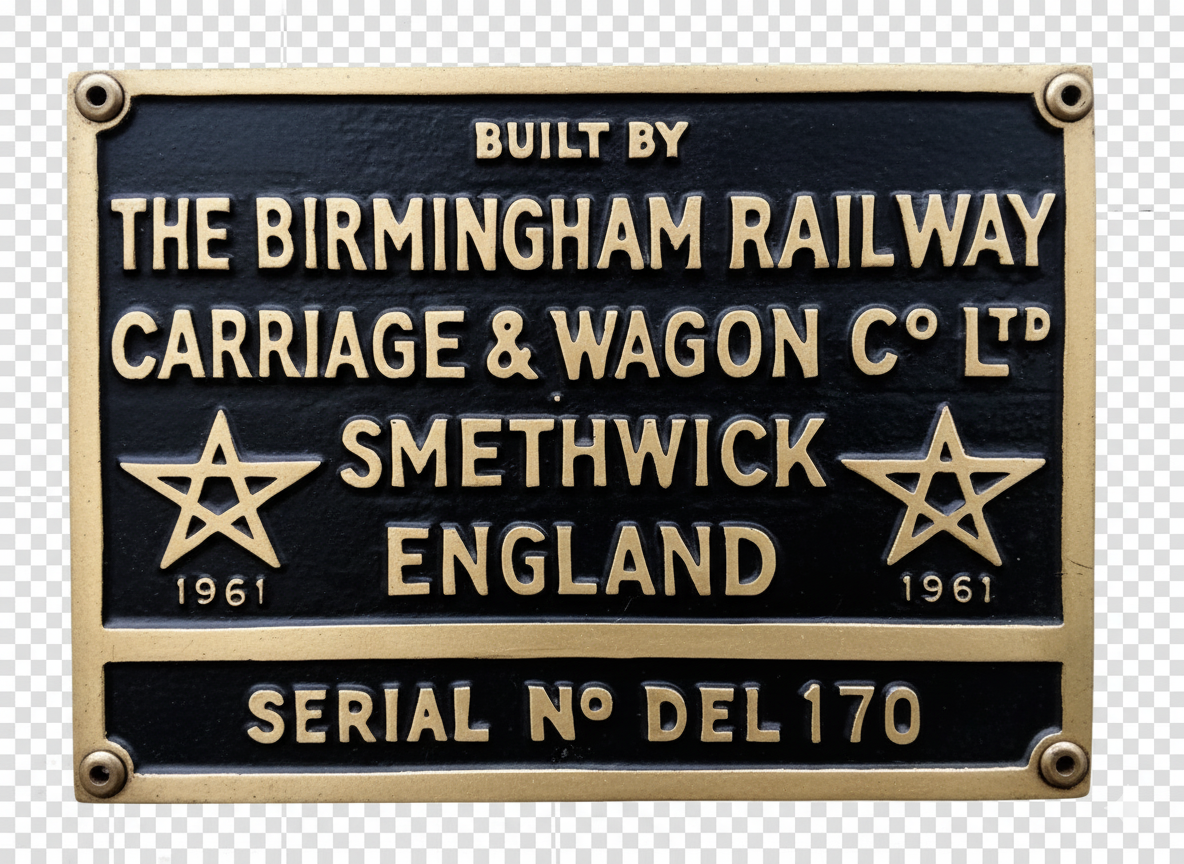 BUILT BY
THE BIRMINGHAM RAILWAY
CARRIAGE & WAGON Cº LTD
SMETHWICK
ENGLAND
1961
1961
SERIAL Nº DEL 170